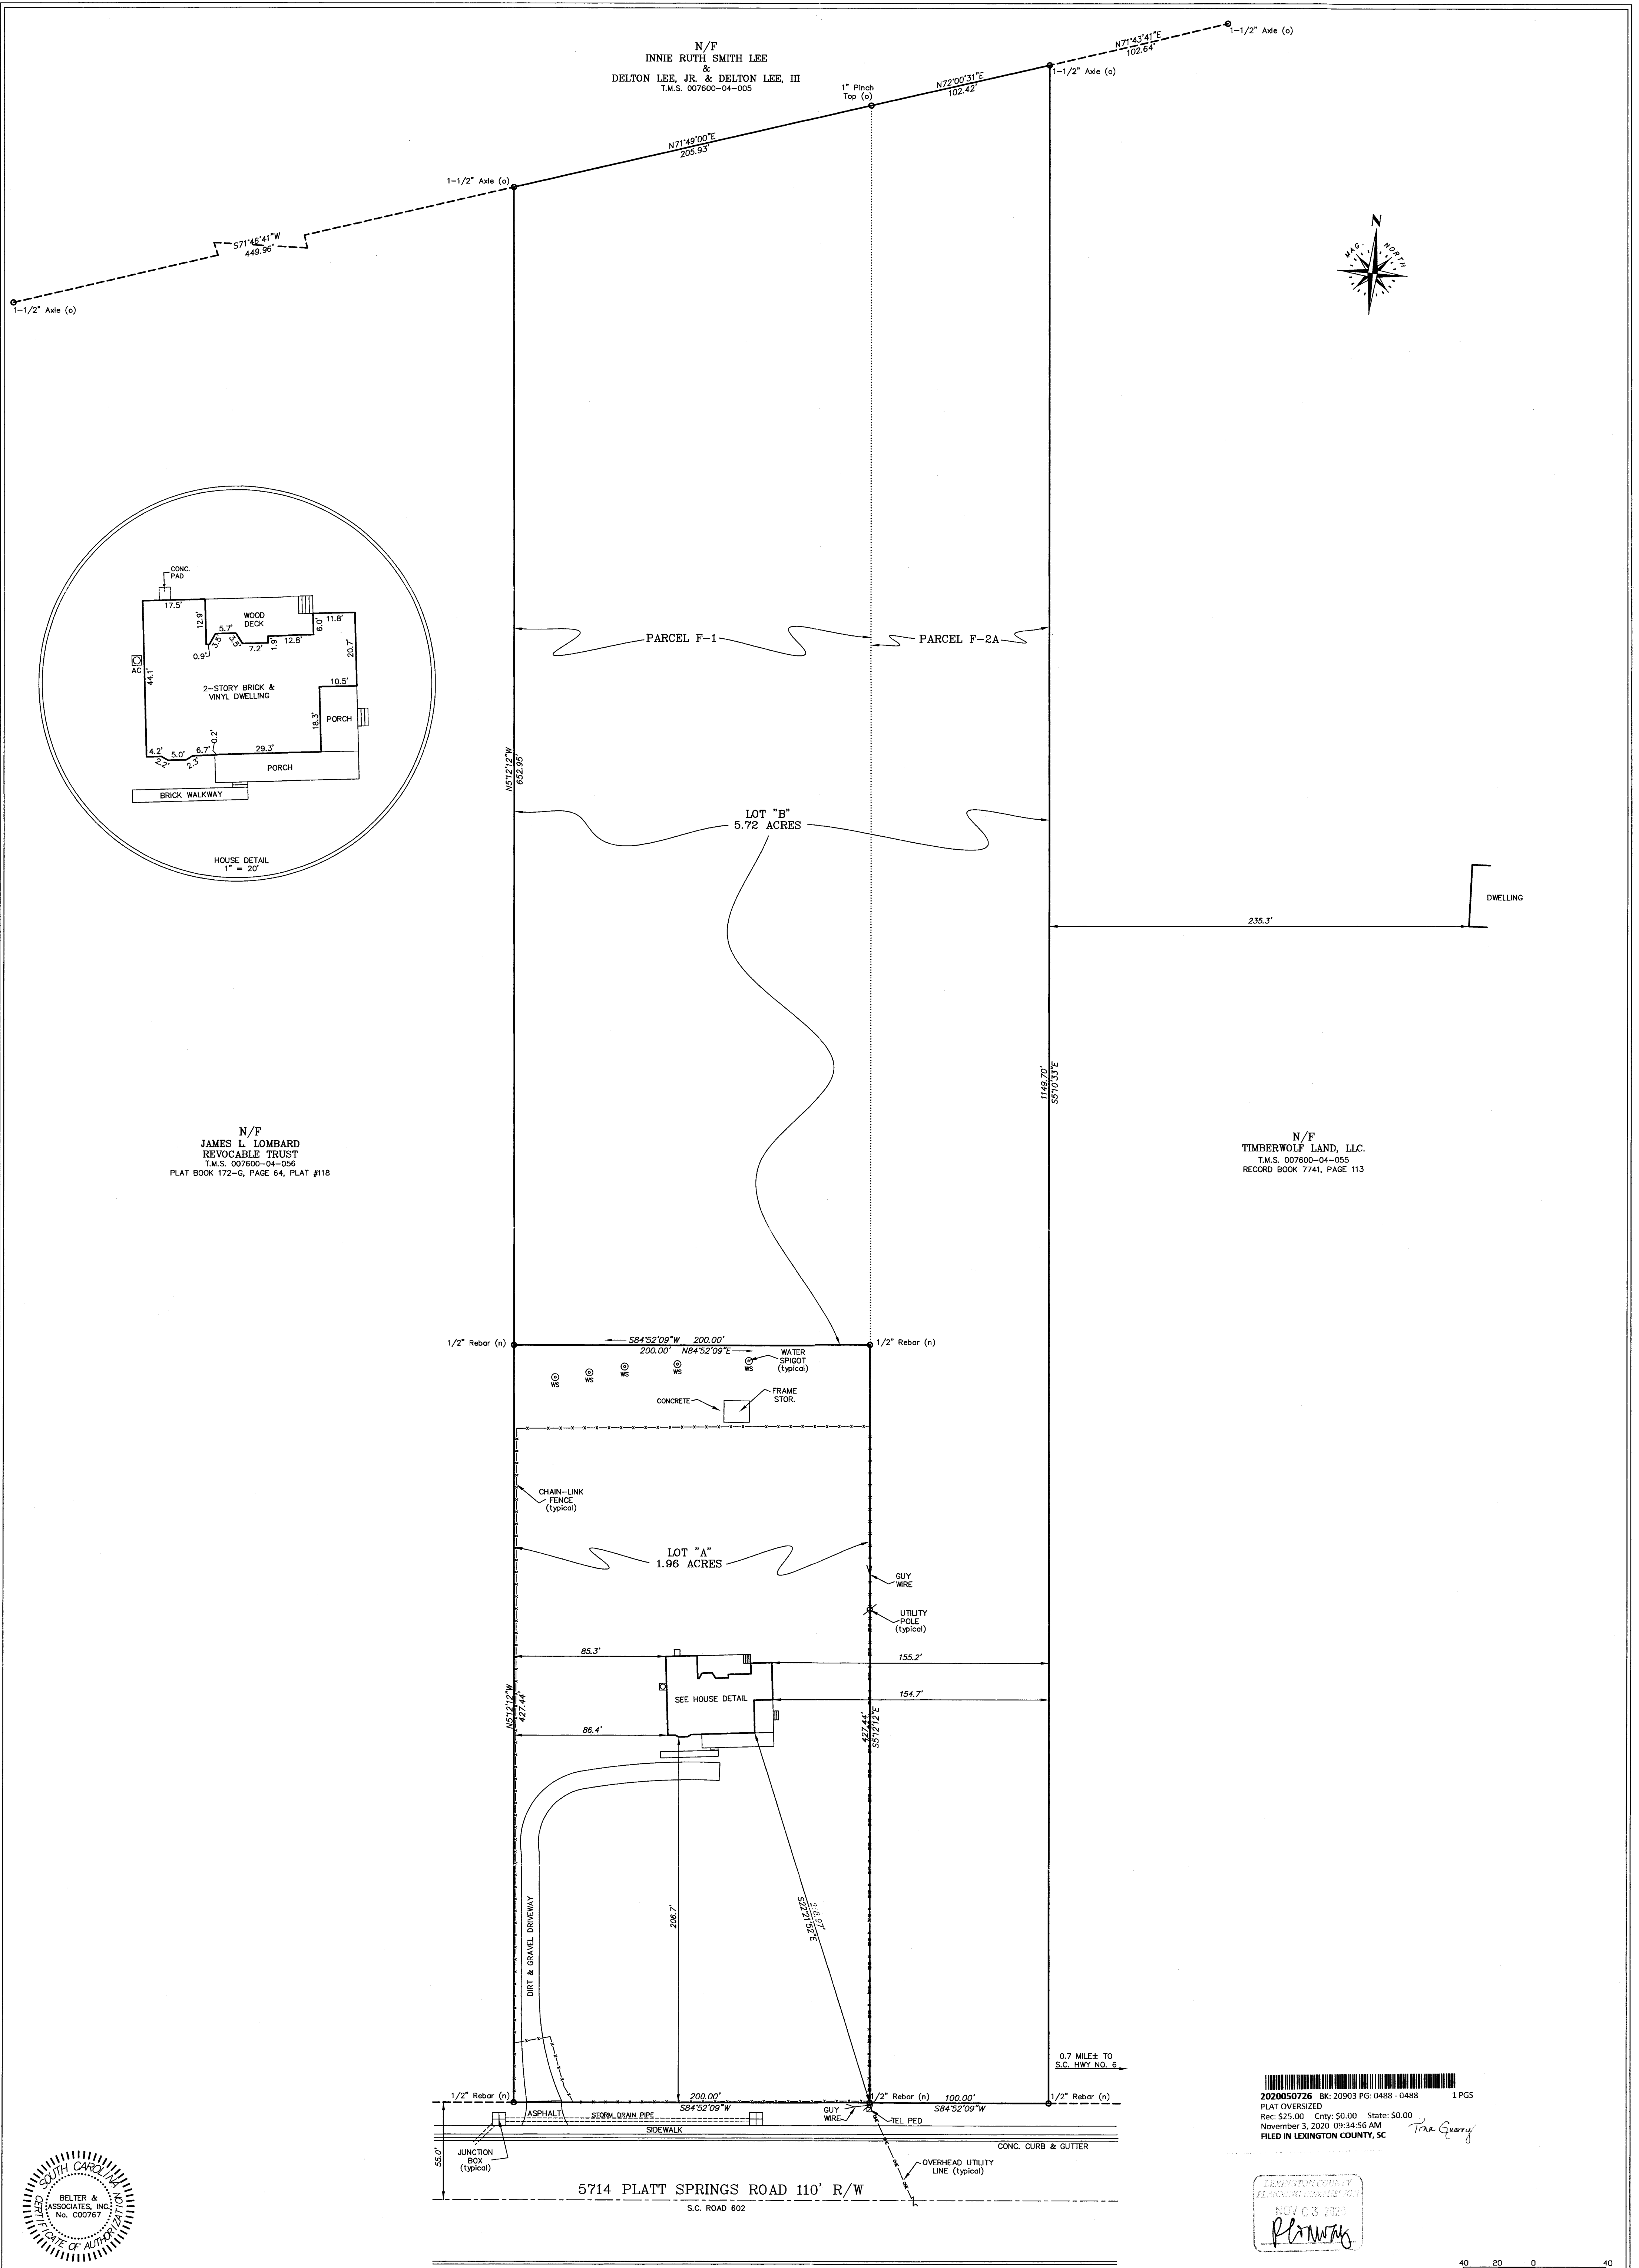 N/F
INNIE RUTH SMITH LEE
&
DELTON LEE, JR. & DELTON LEE, III
T.M.S. 007600-04-005
1" Pinch
Top (o)
N72°00'31"E
102.42'
N71°43'41"E
102.64'
1-1/2" Axle (o)
1-1/2" Axle (o)
N71°49'00"E
205.93'
1-1/2" Axle (o)
S71°46'41"W
449.96'
1-1/2" Axle (o)
N
MAG. NORTH
CONC.
PAD
17.5'
12.9'
WOOD
DECK
5.7'
3.5'
3.5'
0.9'
7.2'
1.9'
12.8'
6.0'
11.8'
20.7'
AC
44.1'
2-STORY BRICK &
VINYL DWELLING
10.5'
18.3'
PORCH
4.2'
2.2'
5.0'
2.3'
6.7'
0.2'
29.3'
PORCH
BRICK WALKWAY
HOUSE DETAIL
1" = 20'
PARCEL F-1
PARCEL F-2A
N5°12'12"W
652.95'
LOT "B"
5.72 ACRES
DWELLING
235.3'
1149.70'
S5°10'33"E
N/F
JAMES L. LOMBARD
REVOCABLE TRUST
T.M.S. 007600-04-056
PLAT BOOK 172-G, PAGE 64, PLAT #118
N/F
TIMBERWOLF LAND, LLC.
T.M.S. 007600-04-055
RECORD BOOK 7741, PAGE 113
1/2" Rebar (n)
S84°52'09"W 200.00'
200.00' N84°52'09"E
1/2" Rebar (n)
WATER
SPIGOT
(typical)
WS
WS
WS
WS
WS
CONCRETE
FRAME
STOR.
CHAIN-LINK
FENCE
(typical)
LOT "A"
1.96 ACRES
GUY
WIRE
UTILITY
POLE
(typical)
85.3'
155.2'
SEE HOUSE DETAIL
154.7'
N5°12'12"W
427.44'
86.4'
427.44'
S5°12'12"E
DIRT & GRAVEL DRIVEWAY
206.7'
S22°21'52"E
0.7 MILE± TO
S.C. HWY NO. 6
1/2" Rebar (n)
200.00'
S84°52'09"W
1/2" Rebar (n)
100.00'
S84°52'09"W
1/2" Rebar (n)
ASPHALT
STORM DRAIN PIPE
GUY
WIRE
TEL PED
SIDEWALK
CONC. CURB & GUTTER
JUNCTION
BOX
(typical)
55.0'
OVERHEAD UTILITY
LINE (typical)
5714 PLATT SPRINGS ROAD 110' R/W
S.C. ROAD 602
2020050726 BK: 20903 PG: 0488 - 0488 1 PGS
PLAT OVERSIZED
Rec: $25.00 Cnty: $0.00 State: $0.00
November 3, 2020 09:34:56 AM
FILED IN LEXINGTON COUNTY, SC
LEXINGTON COUNTY
PLANNING COMMISSION
NOV 03
SOUTH CAROLINA
CERTIFICATE OF AUTHORIZATION
BELTER &
ASSOCIATES, INC.
No. C00767
40 20 0 40